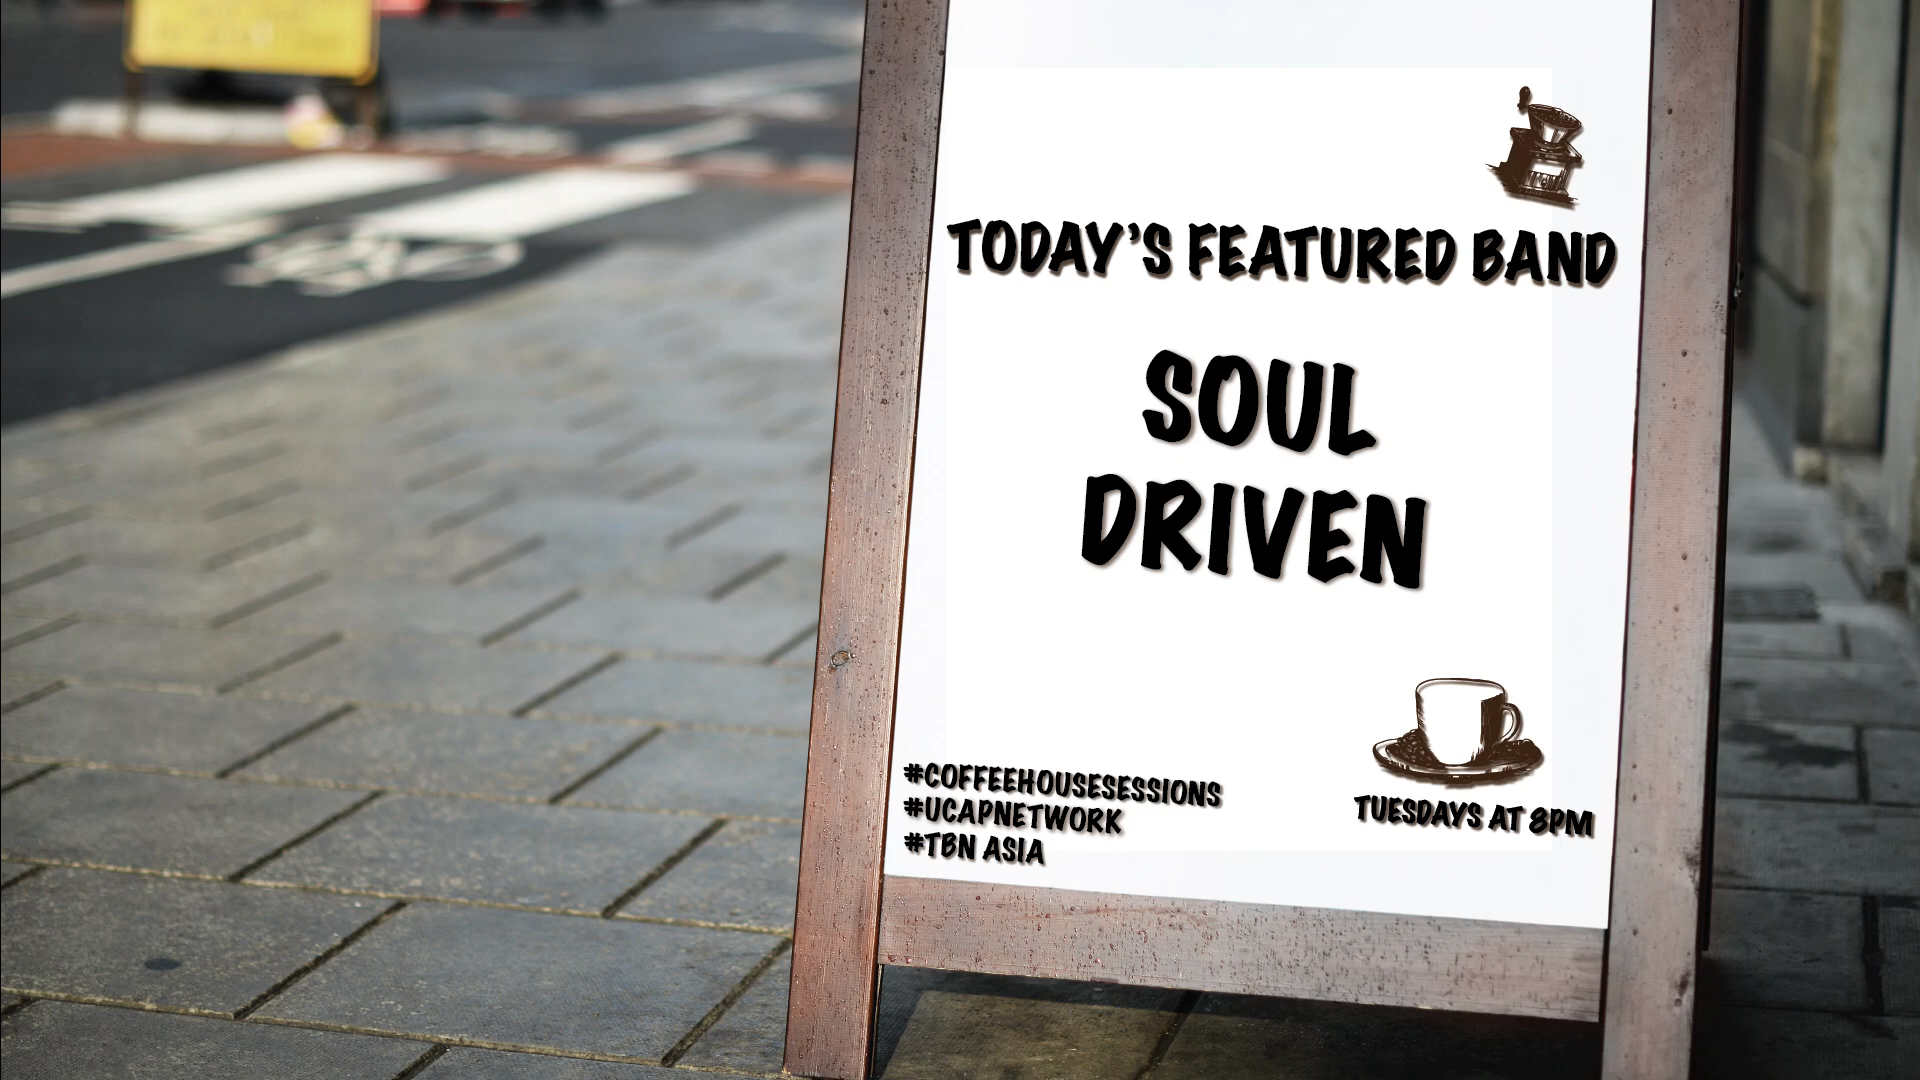 TODAY'S FEATURED BAND
SOUL
DRIVEN
#COFFEEHOUSESESSIONS
#UCAPNETWORK
#TBN ASIA
TUESDAYS AT 8PM